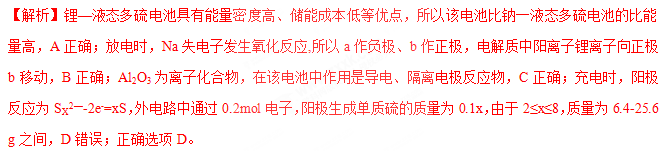 【解析】锂—液态多硫电池具有能量密度高、储能成本低等优点，所以该电池比钠一液态多硫电池的比能
量高，A 正确；放电时，Na 失电子发生氧化反应,所以 a 作负极、b 作正极，电解质中阳离子锂离子向正极
b 移动，B 正确；Al₂O₃ 为离子化合物，在该电池中作用是导电、隔离电极反应物，C 正确；充电时，阳极
反应为 Sₓ²⁻-2e⁻=xS，外电路中通过 0.2mol 电子，阳极生成单质硫的质量为 0.1x，由于 2≤x≤8，质量为 6.4-25.6
g 之间，D 错误；正确选项 D。